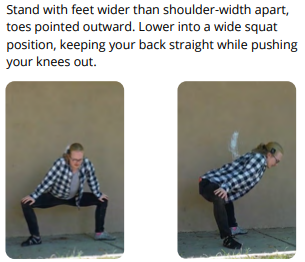 Stand with feet wider than shoulder-width apart,
toes pointed outward. Lower into a wide squat
position, keeping your back straight while pushing
your knees out.